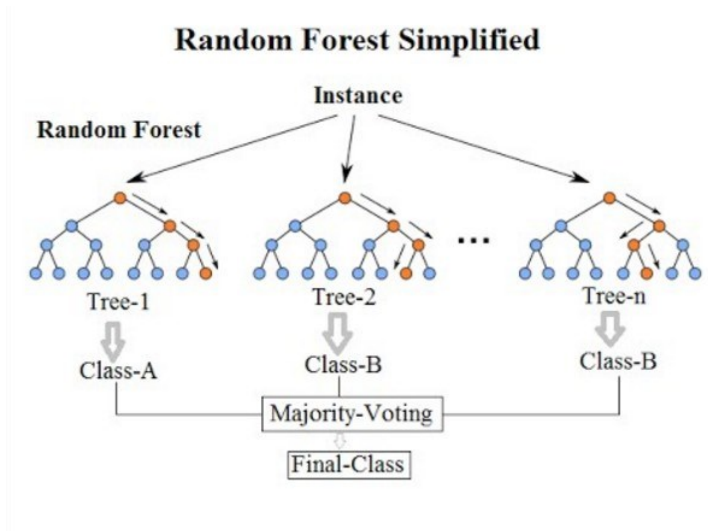 Random Forest Simplified
Instance
Random Forest
...
Tree-1
Tree-2
Tree-n
Class-A
Class-B
Class-B
Majority-Voting
Final-Class